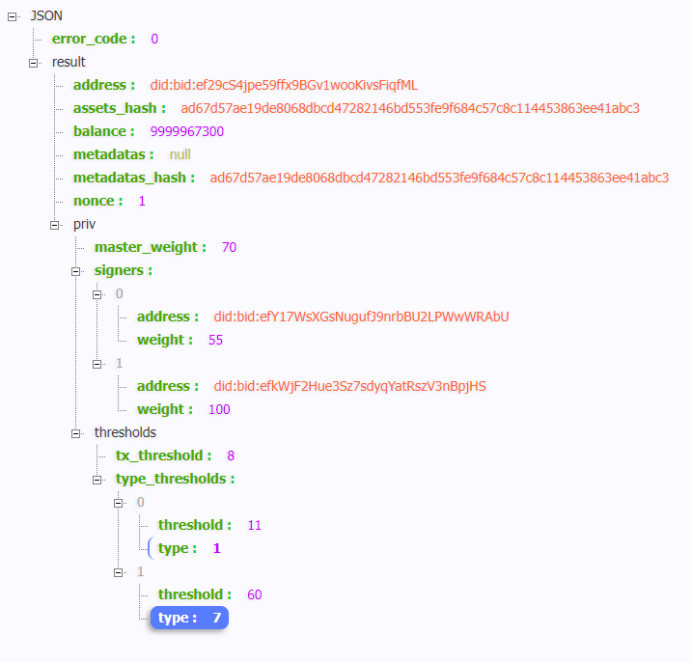 JSON
error_code : 0
result
address : did:bid:ef29cS4jpe59ffx9BGv1wooKivsFiqfML
assets_hash : ad67d57ae19de8068dbcd47282146bd553fe9f684c57c8c114453863ee41abc3
balance : 9999967300
metadatas : null
metadatas_hash : ad67d57ae19de8068dbcd47282146bd553fe9f684c57c8c114453863ee41abc3
nonce : 1
priv
master_weight : 70
signers :
0
address : did:bid:efY17WsXGsNugufJ9nrbBU2LPWwWRAbU
weight : 55
1
address : did:bid:efkWjF2Hue3Sz7sdyqYatRszV3nBpjHS
weight : 100
thresholds
tx_threshold : 8
type_thresholds :
0
threshold : 11
type : 1
1
threshold : 60
type : 7